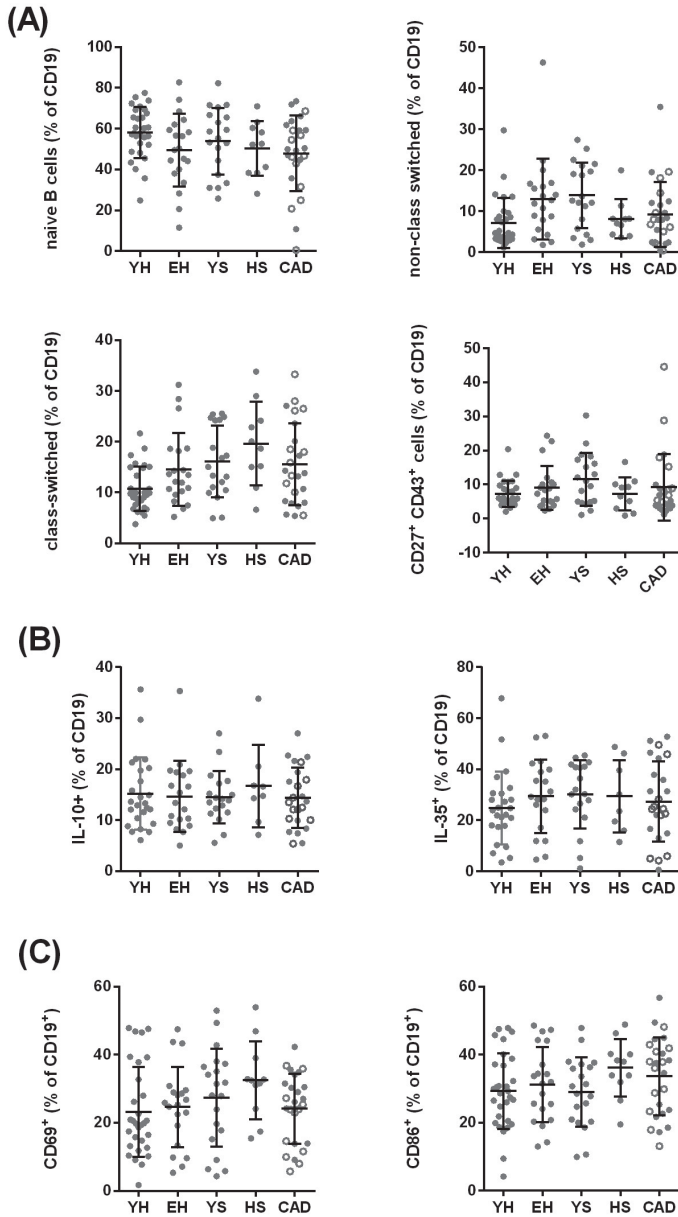 (A)
naive B cells (% of CD19)
100
80
60
40
20
0
YH EH YS HS CAD
non-class switched (% of CD19)
50
40
30
20
10
0
YH EH YS HS CAD
class-switched (% of CD19)
40
30
20
10
0
YH EH YS HS CAD
CD27+ CD43+ cells (% of CD19)
50
40
30
20
10
0
-10
YH EH YS HS CAD
(B)
IL-10+ (% of CD19)
40
30
20
10
0
YH EH YS HS CAD
IL-35+ (% of CD19)
80
60
40
20
0
YH EH YS HS CAD
(C)
CD69+ (% of CD19+)
60
40
20
0
YH EH YS HS CAD
CD86+ (% of CD19+)
60
40
20
0
YH EH YS HS CAD